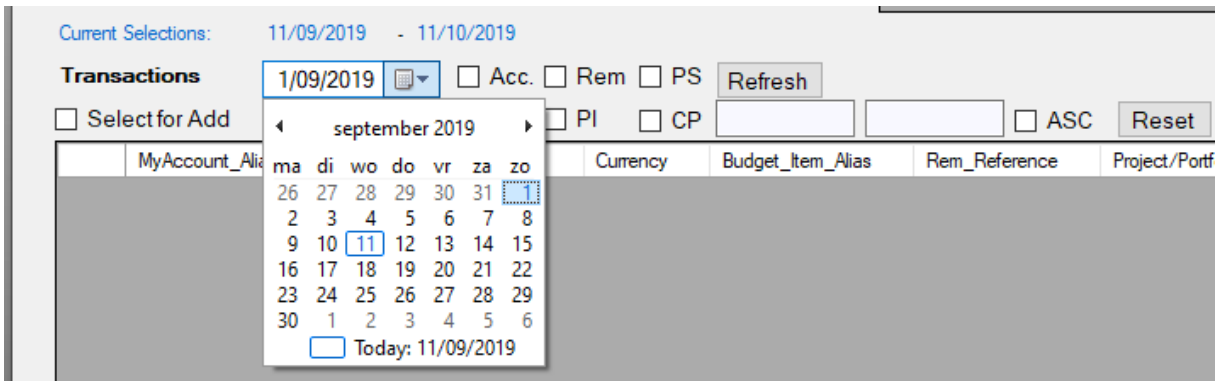 Current Selections: 11/09/2019 - 11/10/2019
Transactions 1/09/2019 Acc. Rem PS Refresh
Select for Add PI CP ASC Reset
MyAccount_Alia Currency Budget_Item_Alias Rem_Reference Project/Portf
september 2019
ma di wo do vr za zo
26 27 28 29 30 31 1
2 3 4 5 6 7 8
9 10 11 12 13 14 15
16 17 18 19 20 21 22
23 24 25 26 27 28 29
30 1 2 3 4 5 6
Today: 11/09/2019